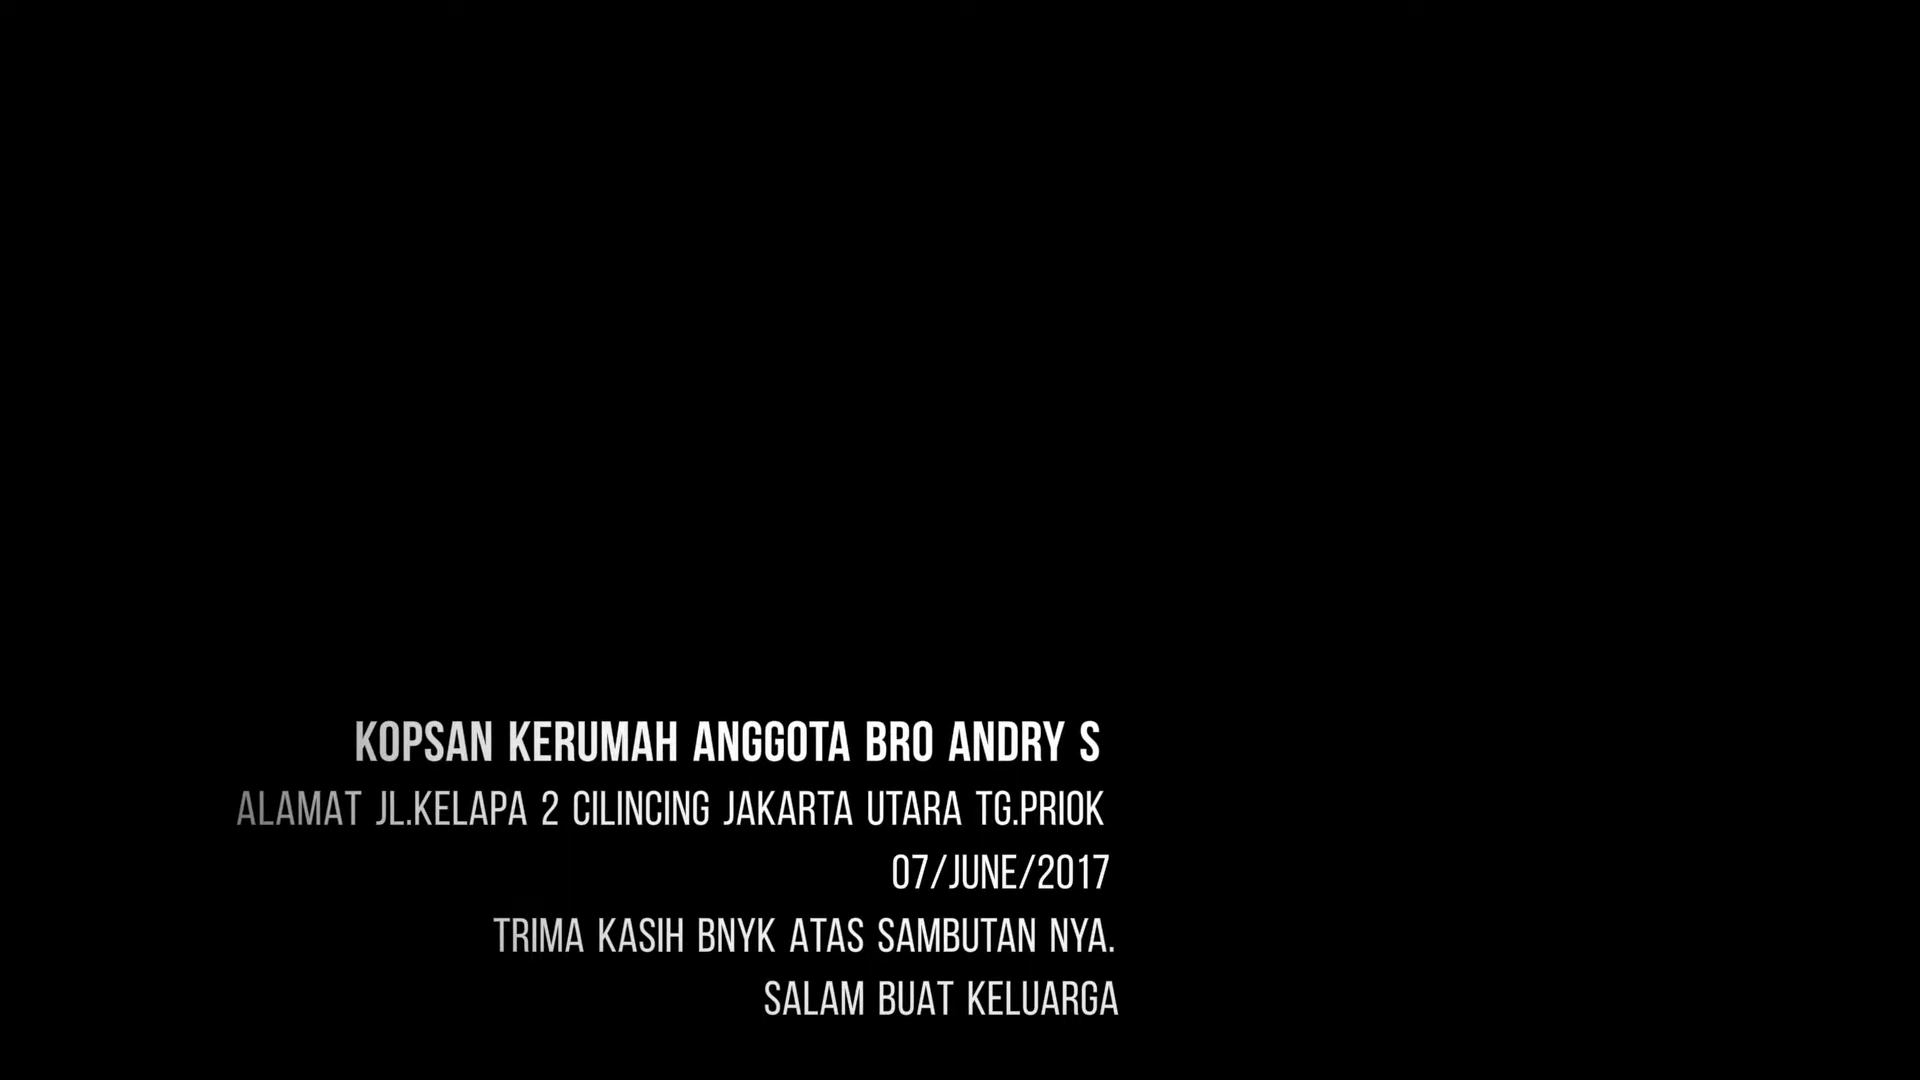 KOPSAN KERUMAH ANGGOTA BRO ANDRY S
ALAMAT JL.KELAPA 2 CILINCING JAKARTA UTARA TG.PRIOK
07/JUNE/2017
TRIMA KASIH BNYK ATAS SAMBUTAN NYA.
SALAM BUAT KELUARGA